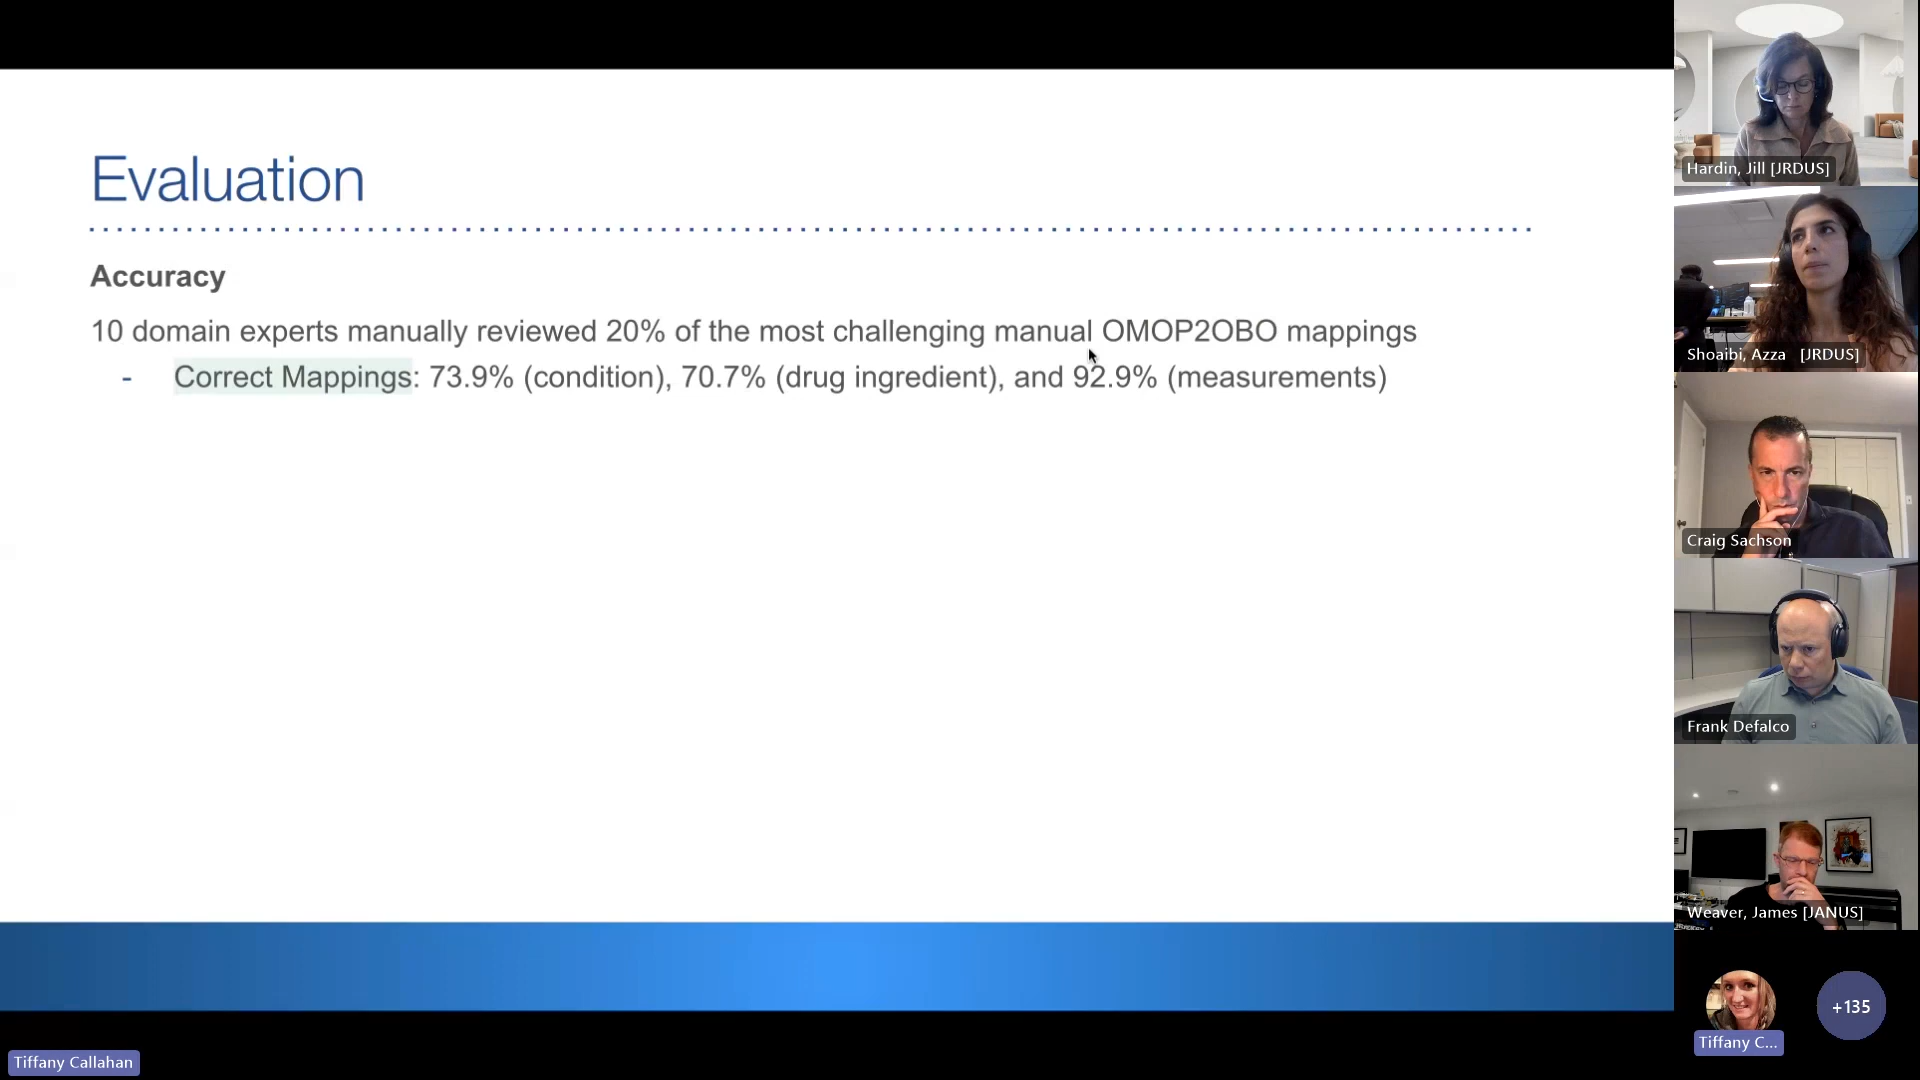 Evaluation
Accuracy
10 domain experts manually reviewed 20% of the most challenging manual OMOP2OBO mappings
- Correct Mappings: 73.9% (condition), 70.7% (drug ingredient), and 92.9% (measurements)
Hardin, Jill [JRDUS]
Shoaibi, Azza [JRDUS]
Craig Sachson
Frank Defalco
Weaver, James [JANUS]
+135
Tiffany C...
Tiffany Callahan